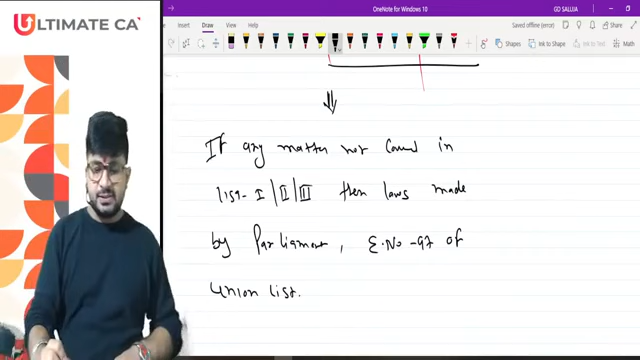 ULTIMATE CA
OneNote for Windows 10
GD SALUJA
Insert
Draw
View
Help
Saved offline (error)
Shapes
Ink to Shape
Ink to Text
Math
If any matter not found in
list-I/II/III then laws made
by Parliament, E.No-97 of
Union list.